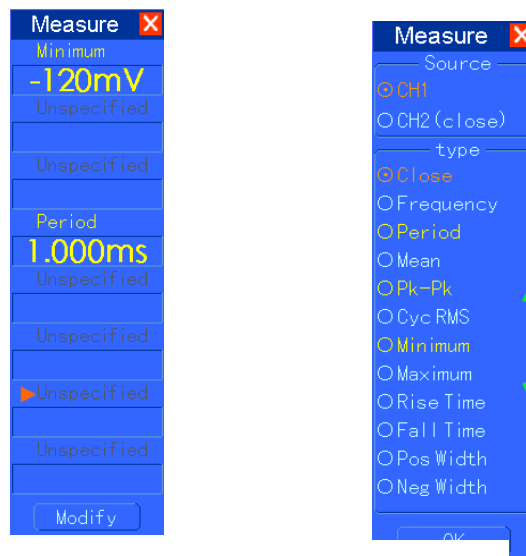 Measure X
Minimum
-120mV
Unspecified
Unspecified
Period
1.000ms
Unspecified
Unspecified
Unspecified
Unspecified
Modify
Measure X
Source
CH1
CH2(close)
type
Close
Frequency
Period
Mean
Pk-Pk
Cyc RMS
Minimum
Maximum
Rise Time
Fall Time
Pos Width
Neg Width
OK